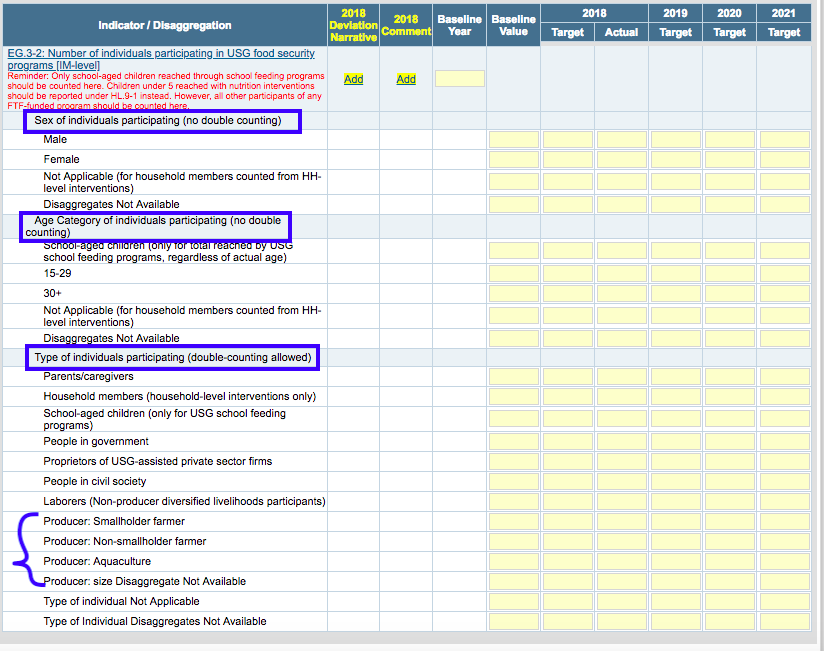 Indicator / Disaggregation
2018 Deviation Narrative
2018 Comment
Baseline Year
Baseline Value
2018
2019
2020
2021
Target
Actual
Target
Target
Target
EG.3-2: Number of individuals participating in USG food security
programs [IM-level]
Reminder: Only school-aged children reached through school feeding programs
should be counted here. Children under 5 reached with nutrition interventions
should be reported under HL.9-1 instead. However, all other participants of any
FTF-funded program should be counted here.
Add
Add
Sex of individuals participating (no double counting)
Male
Female
Not Applicable (for household members counted from HH-
level interventions)
Disaggregates Not Available
Age Category of individuals participating (no double
counting)
School-aged children (only for total reached by USG
school feeding programs, regardless of actual age)
15-29
30+
Not Applicable (for household members counted from HH-
level interventions)
Disaggregates Not Available
Type of individuals participating (double-counting allowed)
Parents/caregivers
Household members (household-level interventions only)
School-aged children (only for USG school feeding
programs)
People in government
Proprietors of USG-assisted private sector firms
People in civil society
Laborers (Non-producer diversified livelihoods participants)
Producer: Smallholder farmer
Producer: Non-smallholder farmer
Producer: Aquaculture
Producer: size Disaggregate Not Available
Type of individual Not Applicable
Type of Individual Disaggregates Not Available